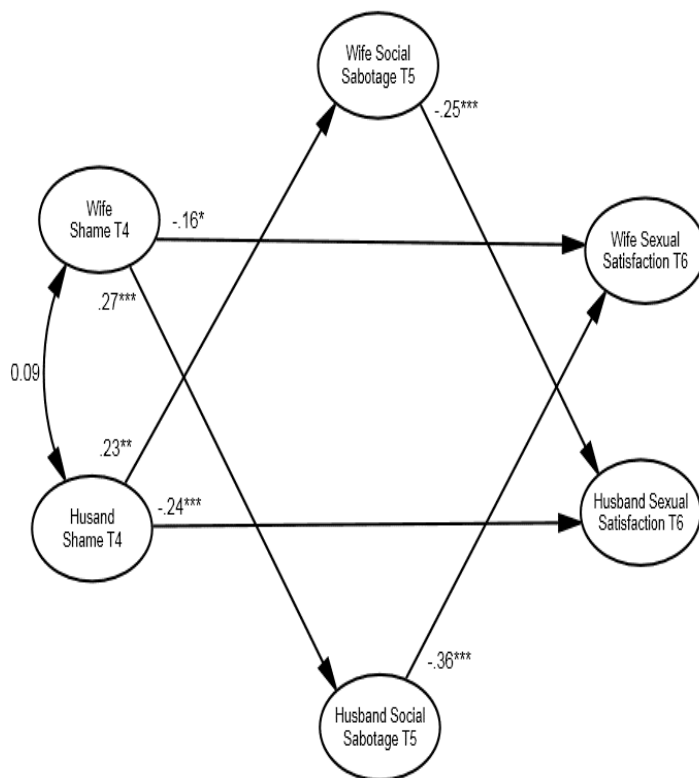 Wife Social
Sabotage T5
-.25***
Wife
Shame T4
-.16*
Wife Sexual
Satisfaction T6
.27***
0.09
.23**
-.24***
Husand
Shame T4
Husband Sexual
Satisfaction T6
-.36***
Husband Social
Sabotage T5